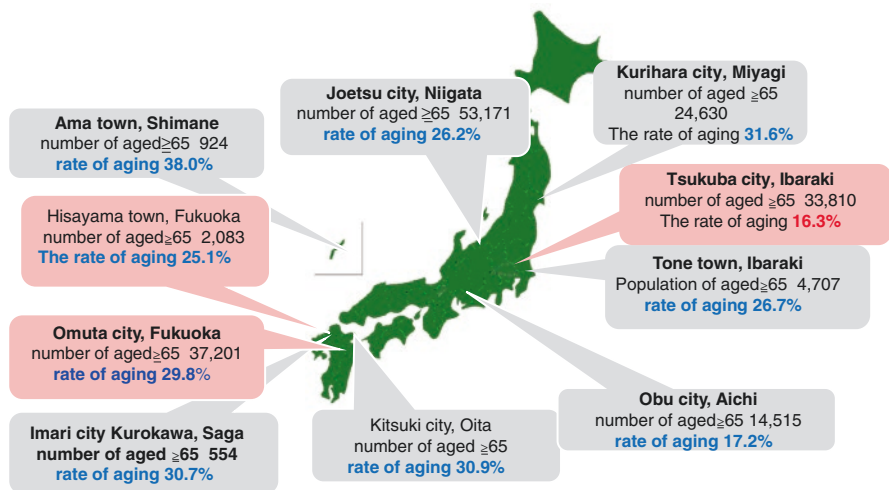 Joetsu city, Niigata
number of aged ≧65 53,171
rate of aging 26.2%
Kurihara city, Miyagi
number of aged ≧65
24,630
The rate of aging 31.6%
Ama town, Shimane
number of aged≧65 924
rate of aging 38.0%
Tsukuba city, Ibaraki
number of aged ≧65 33,810
The rate of aging 16.3%
Hisayama town, Fukuoka
number of aged≧65 2,083
The rate of aging 25.1%
Tone town, Ibaraki
Population of aged≧65 4,707
rate of aging 26.7%
Omuta city, Fukuoka
number of aged≧65 37,201
rate of aging 29.8%
Obu city, Aichi
number of aged≧65 14,515
rate of aging 17.2%
Imari city Kurokawa, Saga
number of aged ≧65 554
rate of aging 30.7%
Kitsuki city, Oita
number of aged ≧65
rate of aging 30.9%